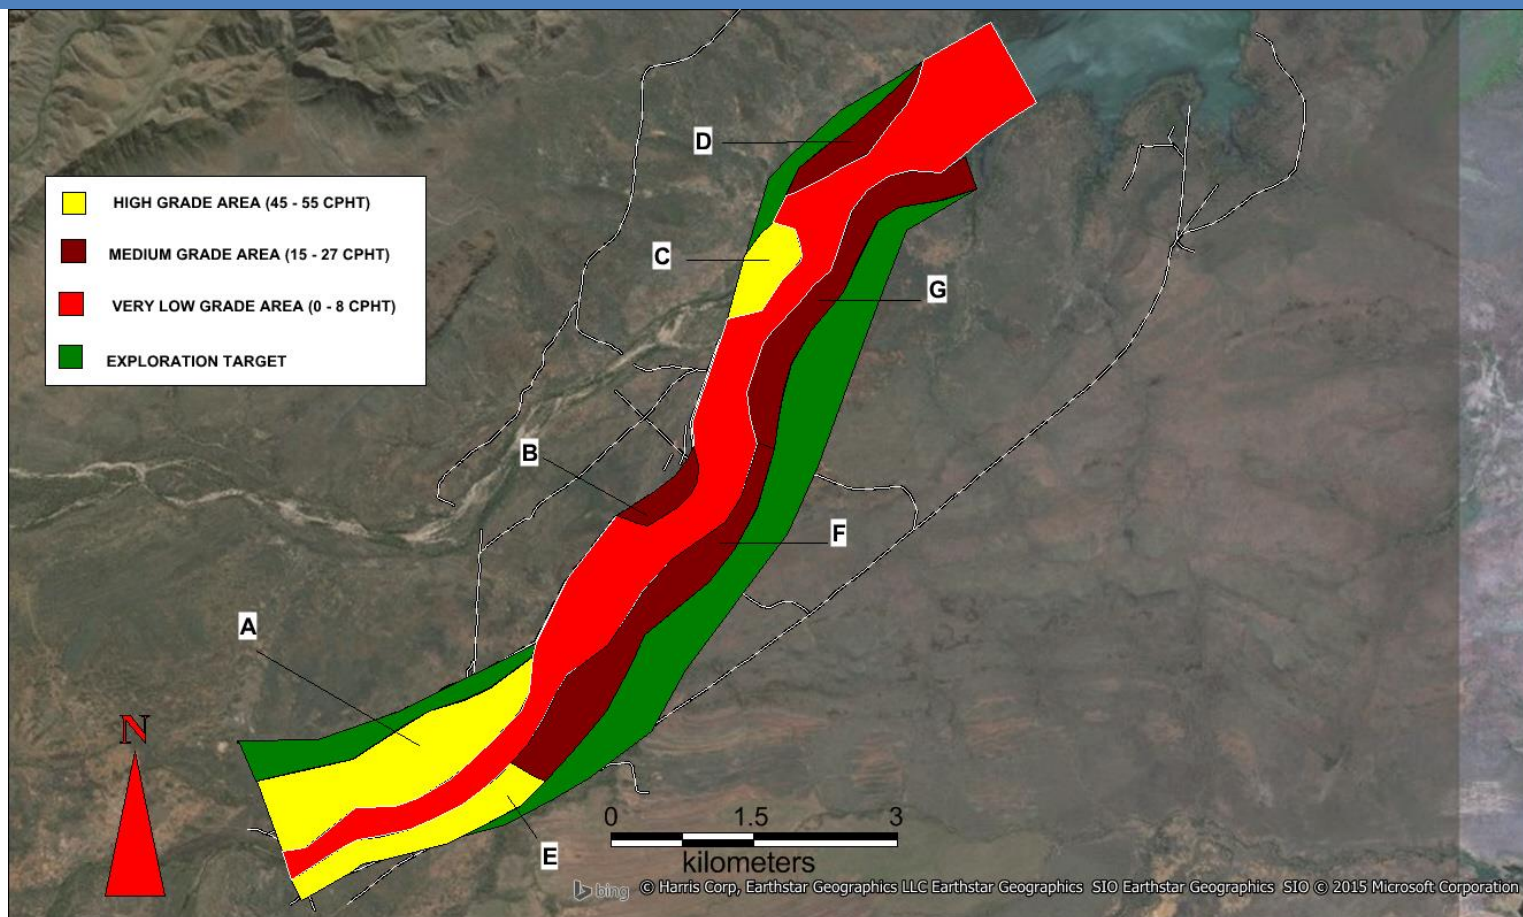 D
HIGH GRADE AREA (45 - 55 CPHT)
MEDIUM GRADE AREA (15 - 27 CPHT)
C
G
VERY LOW GRADE AREA (0 - 8 CPHT)
EXPLORATION TARGET
B
F
A
N
0 1.5 3
kilometers
E
bing © Harris Corp, Earthstar Geographics LLC Earthstar Geographics SIO Earthstar Geographics SIO © 2015 Microsoft Corporation